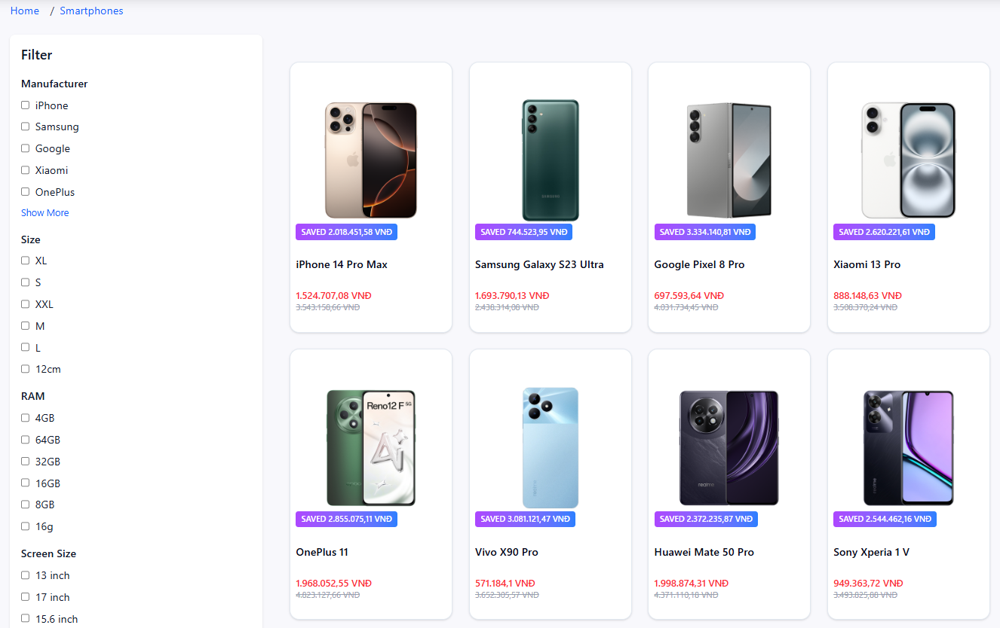 Home / Smartphones
Filter
Manufacturer
iPhone
Samsung
Google
Xiaomi
OnePlus
Show More
Size
XL
S
XXL
M
L
12cm
RAM
4GB
64GB
32GB
16GB
8GB
16g
Screen Size
13 inch
17 inch
15.6 inch
SAVED 2.018.451,58 VNĐ
iPhone 14 Pro Max
1.524.707,08 VNĐ
3.543.158,66 VNĐ
SAMSUNG
SAVED 744.523,95 VNĐ
Samsung Galaxy S23 Ultra
1.693.790,13 VNĐ
2.438.314,08 VNĐ
SAVED 3.334.140,81 VNĐ
Google Pixel 8 Pro
697.593,64 VNĐ
4.031.734,45 VNĐ
SAVED 2.620.221,61 VNĐ
Xiaomi 13 Pro
888.148,63 VNĐ
3.508.370,24 VNĐ
Reno12 F 5G
Ai
SAVED 2.855.075,11 VNĐ
OnePlus 11
1.968.052,55 VNĐ
4.823.127,66 VNĐ
realme
SAVED 3.081.121,47 VNĐ
Vivo X90 Pro
571.184,1 VNĐ
3.652.305,57 VNĐ
realme
SAVED 2.372.235,87 VNĐ
Huawei Mate 50 Pro
1.998.874,31 VNĐ
4.371.110,18 VNĐ
realme
SAVED 2.544.462,16 VNĐ
Sony Xperia 1 V
949.363,72 VNĐ
3.493.825,88 VNĐ